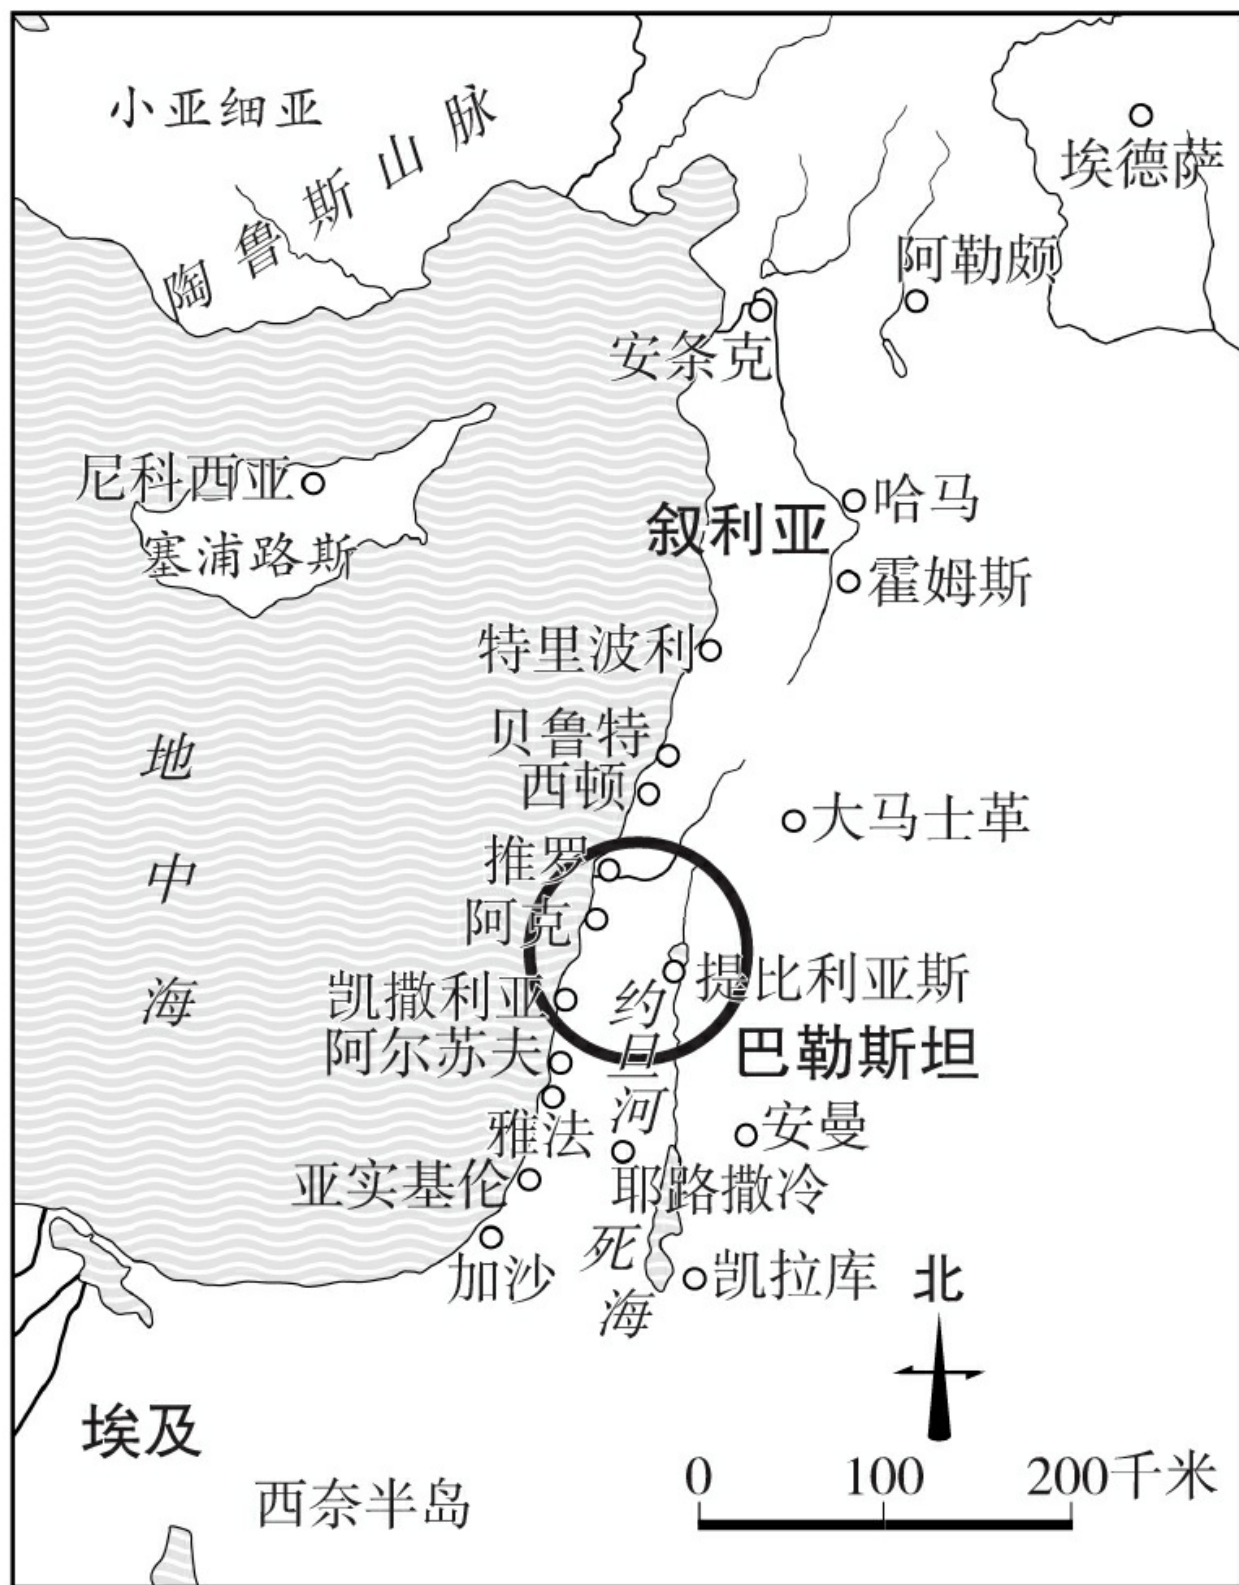 小亚细亚
陶鲁斯山脉
埃德萨
阿勒颇
安条克
尼科西亚
塞浦路斯
哈马
叙利亚
霍姆斯
特里波利
贝鲁特
西顿
地中海
大马士革
推罗
阿克
提比利亚斯
凯撒利亚
约旦河
阿尔苏夫
巴勒斯坦
雅法
安曼
亚实基伦
耶路撒冷
死海
加沙
凯拉库
北
埃及
西奈半岛
0 100 200千米